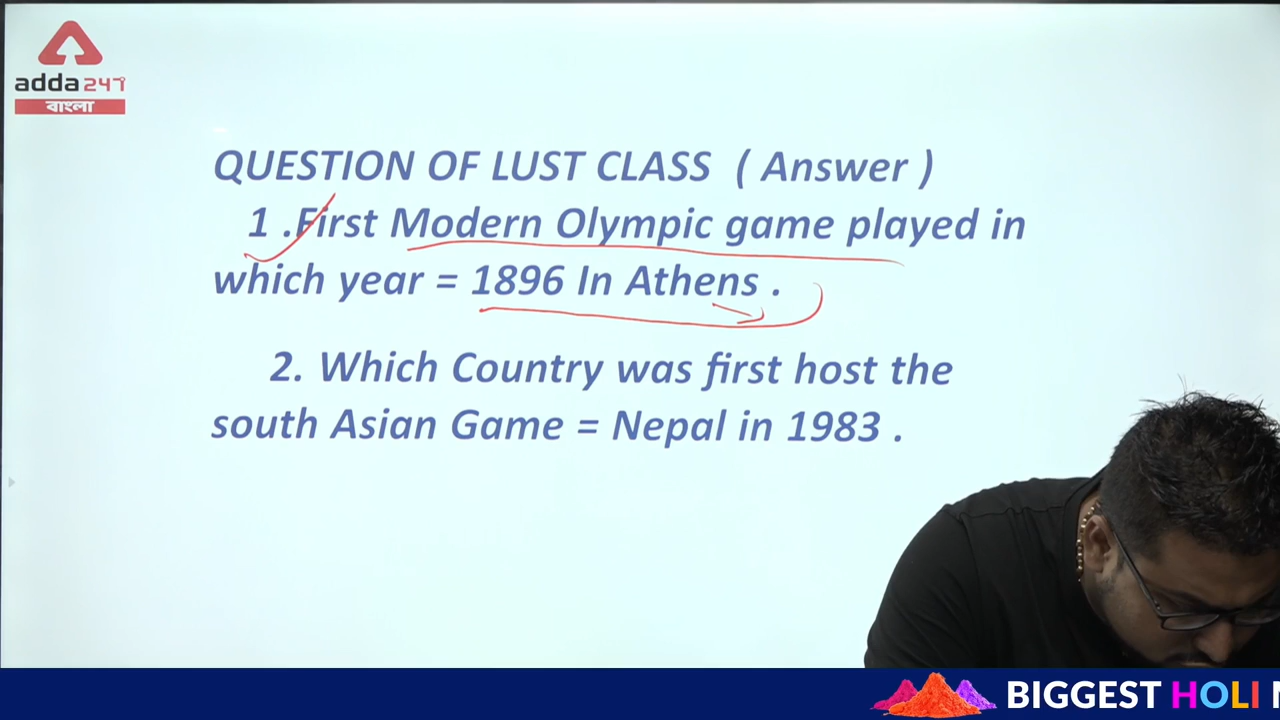 adda247
বাংলা
QUESTION OF LUST CLASS ( Answer )
1 .First Modern Olympic game played in
which year = 1896 In Athens .
2. Which Country was first host the
south Asian Game = Nepal in 1983 .
BIGGEST HOLI